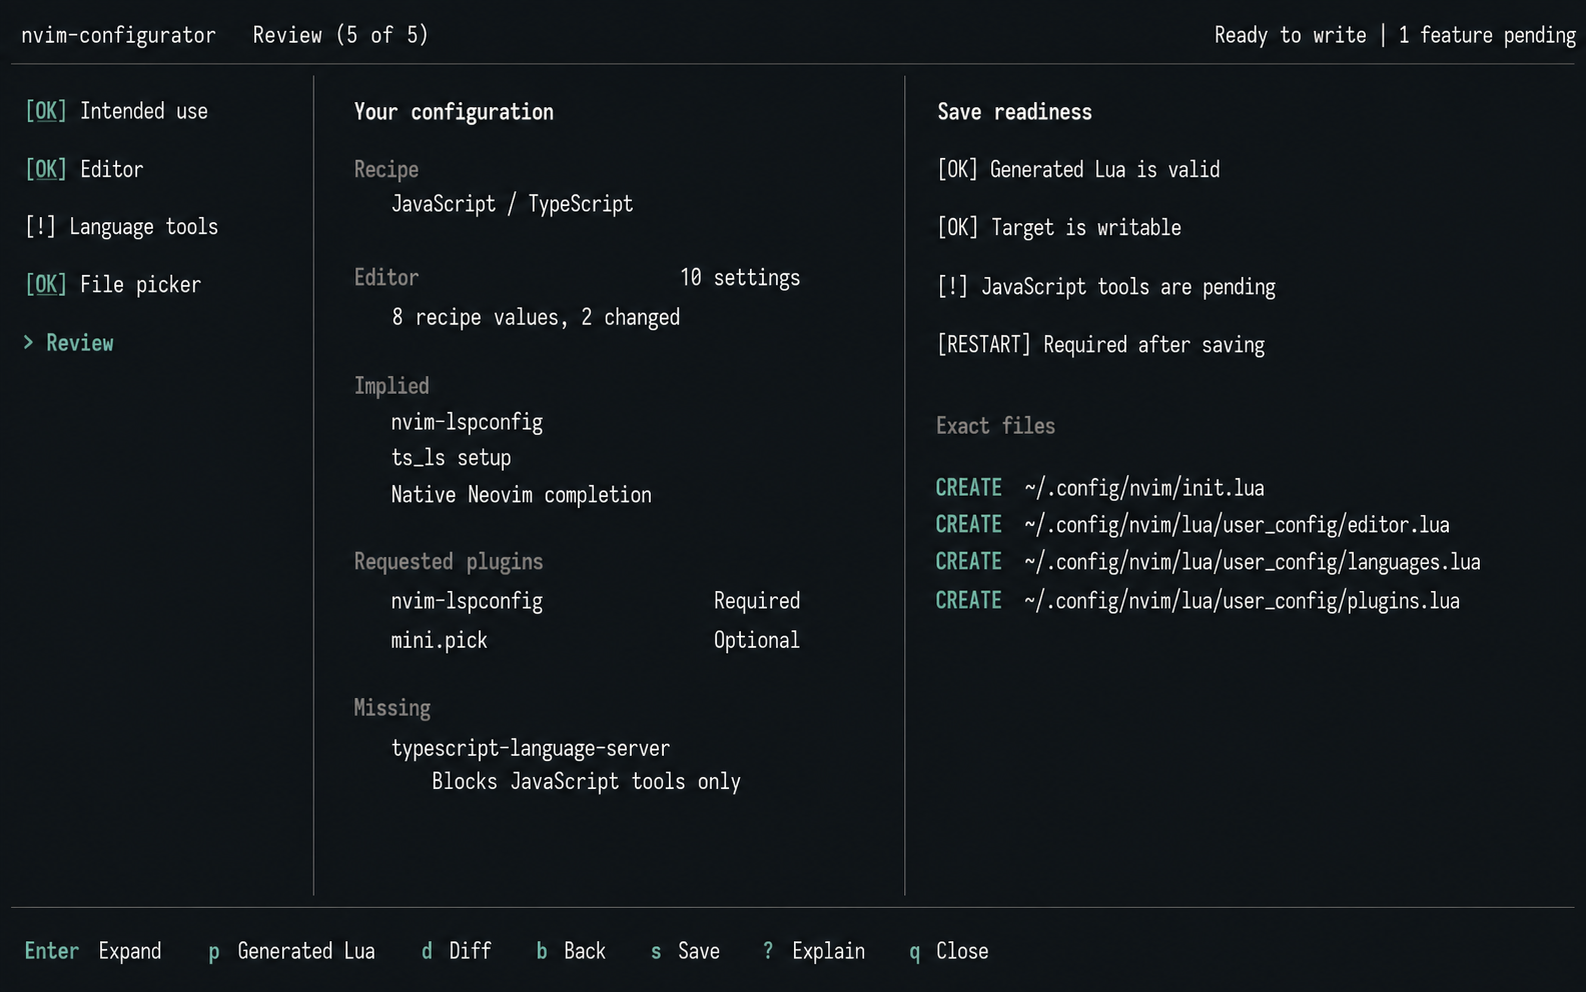 nvim-configurator Review (5 of 5) Ready to write | 1 feature pending
[OK] Intended use
[OK] Editor
[!] Language tools
[OK] File picker
> Review
Your configuration
Recipe
JavaScript / TypeScript
Editor 10 settings
8 recipe values, 2 changed
Implied
nvim-lspconfig
ts_ls setup
Native Neovim completion
Requested plugins
nvim-lspconfig Required
mini.pick Optional
Missing
typescript-language-server
Blocks JavaScript tools only
Save readiness
[OK] Generated Lua is valid
[OK] Target is writable
[!] JavaScript tools are pending
[RESTART] Required after saving
Exact files
CREATE ~/.config/nvim/init.lua
CREATE ~/.config/nvim/lua/user_config/editor.lua
CREATE ~/.config/nvim/lua/user_config/languages.lua
CREATE ~/.config/nvim/lua/user_config/plugins.lua
Enter Expand p Generated Lua d Diff b Back s Save ? Explain q Close